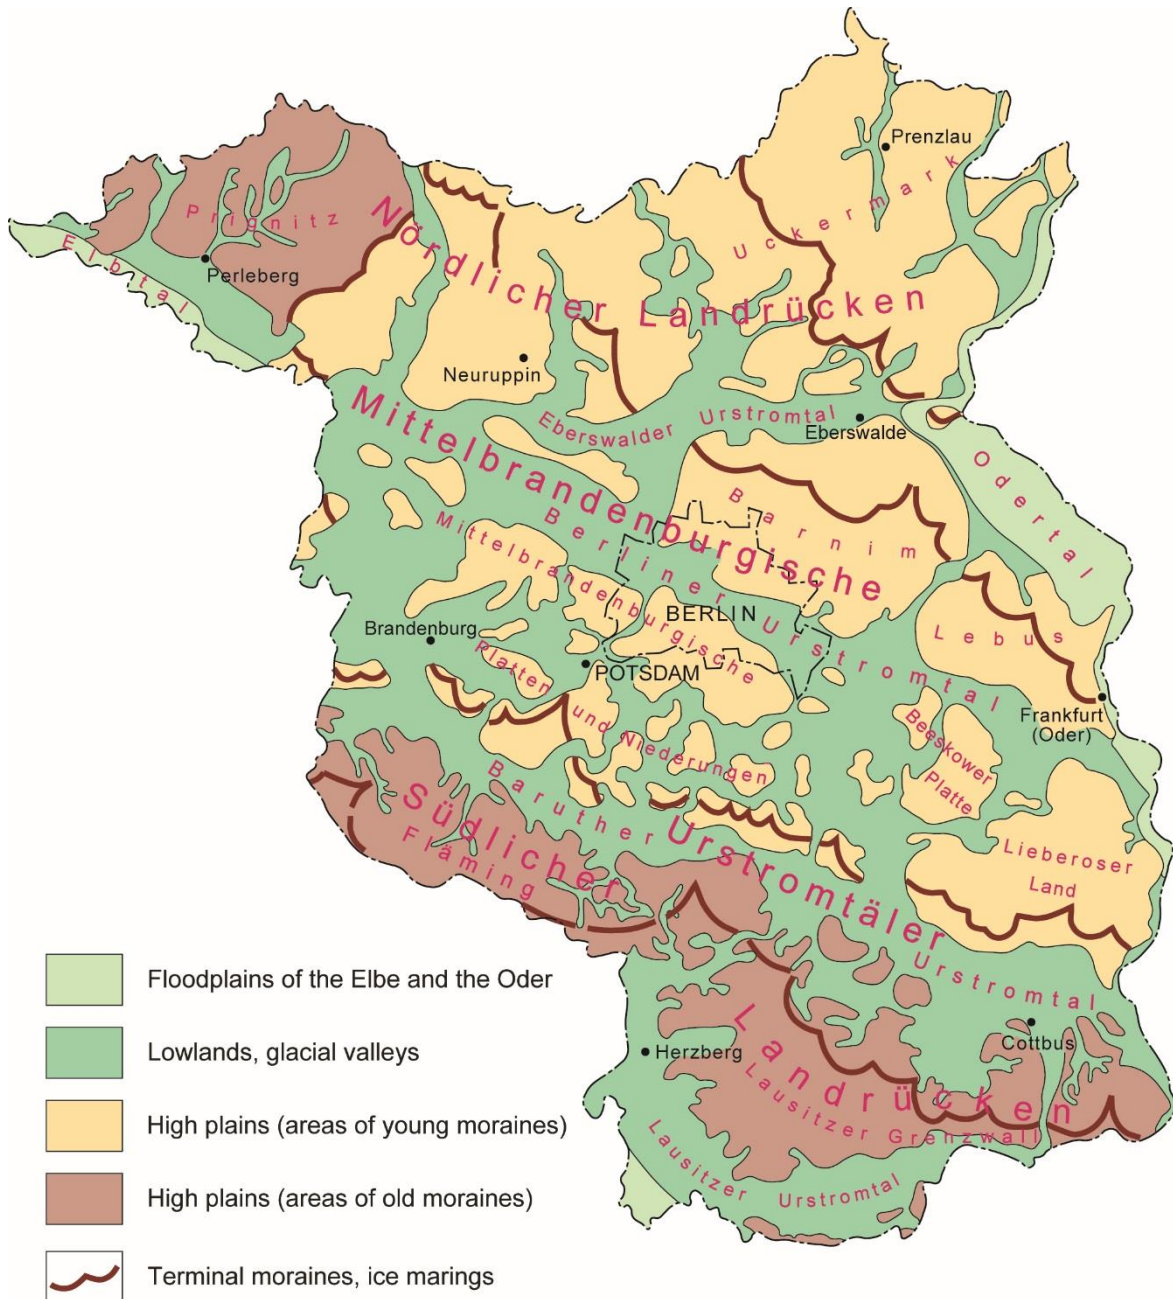 Prenzlau
Uckermark
Prignitz
Elbtal
Perleberg
Nördlicher Landrücken
Neuruppin
Eberswalder Urstromtal
Eberswalde
Mittelbrandenburgische
Odertal
Barnim
Berliner Urstromtal
Mittelbrandenburgische
BERLIN
Lebus
Brandenburg
Platten
POTSDAM
und Niederungen
Frankfurt
(Oder)
Beeskower
Platte
Baruther
Urstromtäler
Südlicher
Fläming
Lieberoser
Land
Urstromtal
Cottbus
Herzberg
Landrücken
Lausitzer Grenzwall
Lausitzer Urstromtal
Floodplains of the Elbe and the Oder
Lowlands, glacial valleys
High plains (areas of young moraines)
High plains (areas of old moraines)
Terminal moraines, ice marings